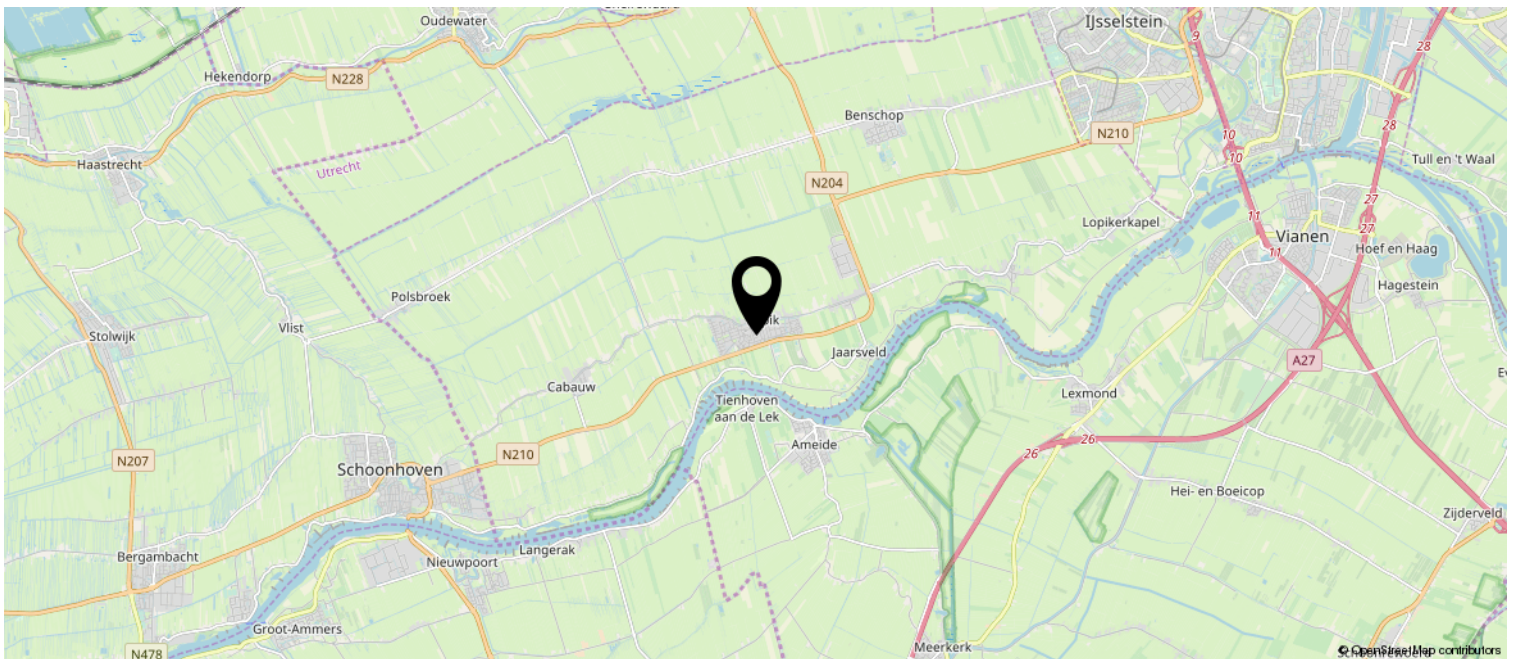 Oudewater
IJsselstein
9
28
Hekendorp
N228
Benschop
28
10
N210
10
Haastrecht
Utrecht
Tull en 't Waal
N204
27
11
Lopikerkapel
27
Vianen
11
Hoef en Haag
Hagestein
Polsbroek
Vlist
Stolwijk
Jaarsveld
A27
Cabauw
Lexmond
Tienhoven
aan de Lek
Ameide
26
26
N207
N210
Schoonhoven
Hei- en Boeicop
Zijderveld
Langerak
Bergambacht
Nieuwpoort
Groot-Ammers
Meerkerk
N478
© OpenStreetMap contributors